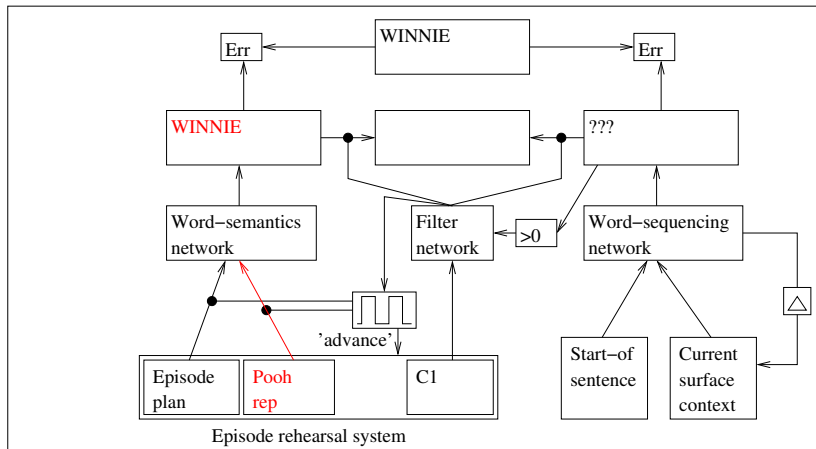 WINNIE
Err
Err
WINNIE
???
Word-semantics
network
Filter
network
>0
Word-sequencing
network
△
'advance'
Episode
plan
Pooh
rep
C1
Start-of
sentence
Current
surface
context
Episode rehearsal system